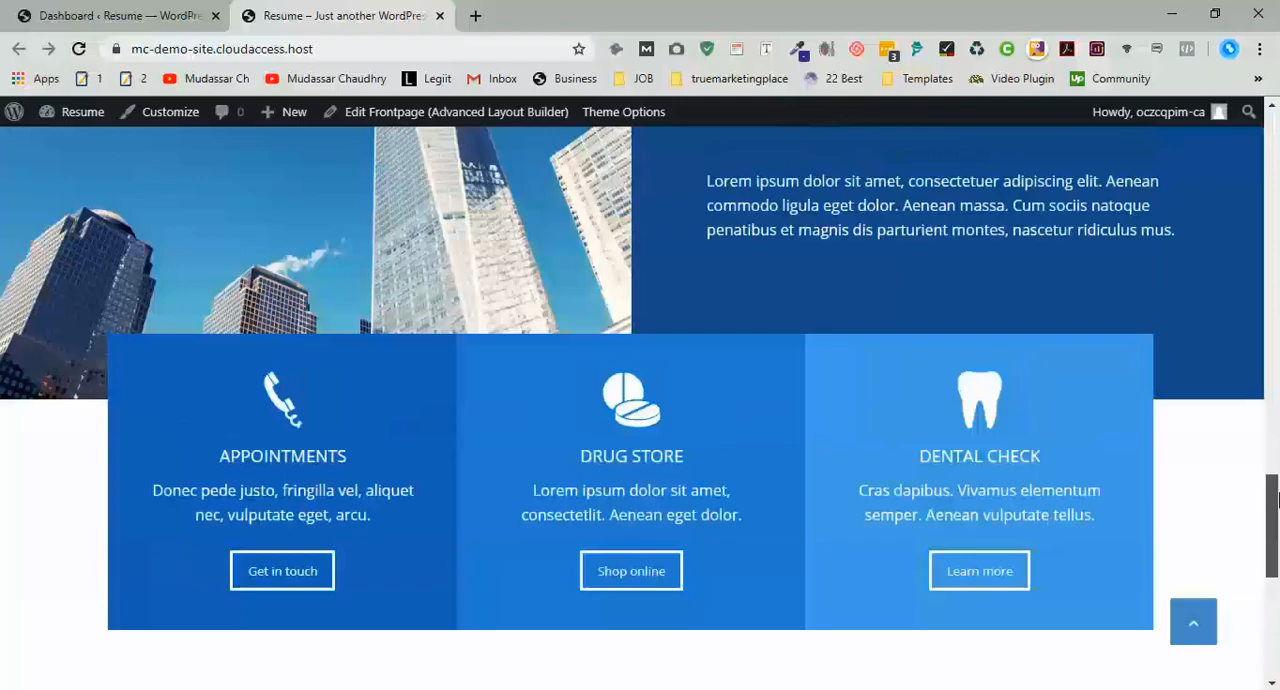 Dashboard ‹ Resume — WordPre
Resume – Just another WordPres
mc-demo-site.cloudaccess.host
3
Apps
1
2
Mudassar Ch
Mudassar Chaudhry
Legiit
Inbox
Business
JOB
truemarketingplace
22 Best
Templates
Video Plugin
Community
»
Resume
Customize
0
New
Edit Frontpage (Advanced Layout Builder)
Theme Options
Howdy, oczcqpim-ca
Lorem ipsum dolor sit amet, consectetuer adipiscing elit. Aenean
commodo ligula eget dolor. Aenean massa. Cum sociis natoque
penatibus et magnis dis parturient montes, nascetur ridiculus mus.
APPOINTMENTS
Donec pede justo, fringilla vel, aliquet
nec, vulputate eget, arcu.
Get in touch
DRUG STORE
Lorem ipsum dolor sit amet,
consectetlit. Aenean eget dolor.
Shop online
DENTAL CHECK
Cras dapibus. Vivamus elementum
semper. Aenean vulputate tellus.
Learn more